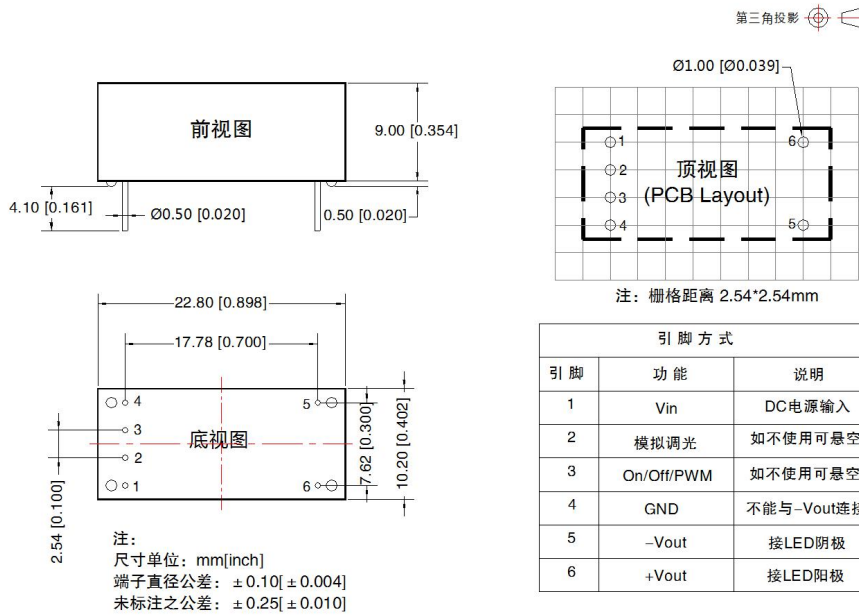 第三角投影
前视图
9.00 [0.354]
4.10 [0.161]
Ø0.50 [0.020]
0.50 [0.020]
Ø1.00 [Ø0.039]
1
6
2
3
4
5
顶视图
(PCB Layout)
注：栅格距离 2.54*2.54mm
22.80 [0.898]
17.78 [0.700]
4
5
3
2
1
6
底视图
2.54 [0.100]
7.62 [0.300]
10.20 [0.402]
注：
尺寸单位：mm[inch]
端子直径公差：±0.10[±0.004]
未标注之公差：±0.25[±0.010]
引脚方式
引脚 功能 说明
1 Vin DC电源输入
2 模拟调光 如不使用可悬空
3 On/Off/PWM 如不使用可悬空
4 GND 不能与–Vout连接
5 –Vout 接LED阴极
6 +Vout 接LED阳极